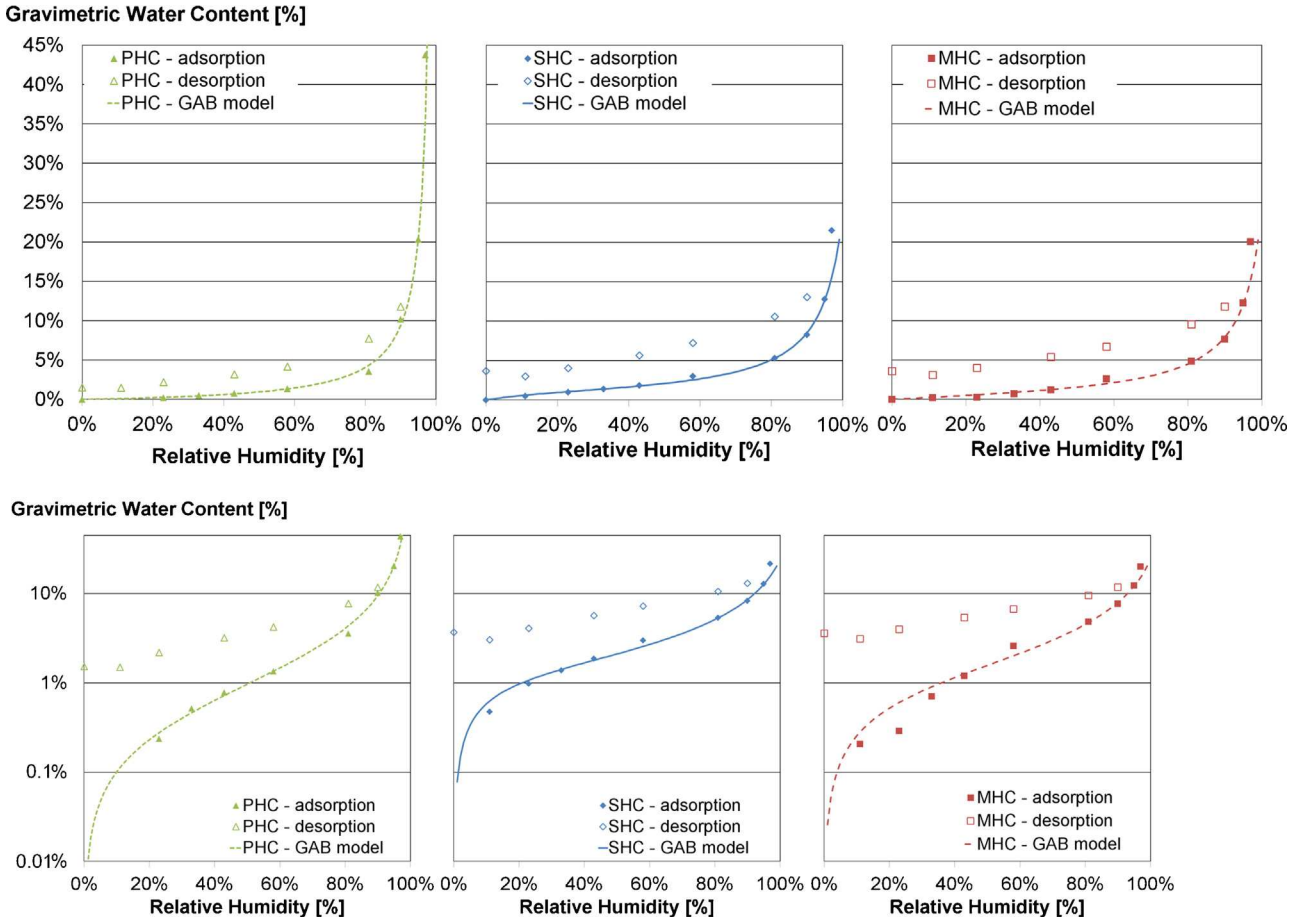 Gravimetric Water Content [%]
45%
40%
35%
30%
25%
20%
15%
10%
5%
0%
PHC - adsorption
PHC - desorption
PHC - GAB model
0% 20% 40% 60% 80% 100%
Relative Humidity [%]
SHC - adsorption
SHC - desorption
SHC - GAB model
0% 20% 40% 60% 80% 100%
Relative Humidity [%]
MHC - adsorption
MHC - desorption
MHC - GAB model
0% 20% 40% 60% 80% 100%
Relative Humidity [%]
Gravimetric Water Content [%]
10%
1%
0.1%
0.01%
PHC - adsorption
PHC - desorption
PHC - GAB model
0% 20% 40% 60% 80% 100%
Relative Humidity [%]
SHC - adsorption
SHC - desorption
SHC - GAB model
0% 20% 40% 60% 80% 100%
Relative Humidity [%]
MHC - adsorption
MHC - desorption
MHC - GAB model
0% 20% 40% 60% 80% 100%
Relative Humidity [%]